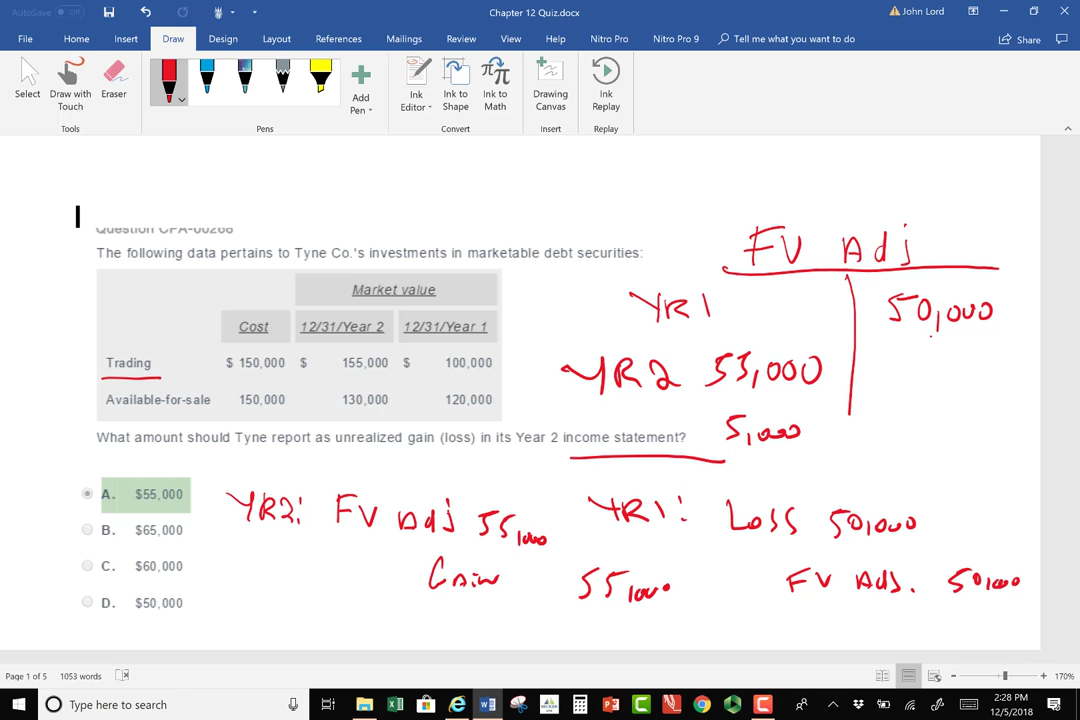 AutoSave Off
Chapter 12 Quiz.docx
John Lord
File Home Insert Draw Design Layout References Mailings Review View Help Nitro Pro Nitro Pro 9 Tell me what you want to do Share
Select
Draw with Touch
Eraser
Add Pen
Ink Editor
Ink to Shape
Ink to Math
Drawing Canvas
Ink Replay
Tools Pens Convert Insert Replay
Question CPA-00268
The following data pertains to Tyne Co.'s investments in marketable debt securities:
Market value
Cost 12/31/Year 2 12/31/Year 1
Trading $ 150,000 $ 155,000 $ 100,000
Available-for-sale 150,000 130,000 120,000
What amount should Tyne report as unrealized gain (loss) in its Year 2 income statement?
A. $55,000
B. $65,000
C. $60,000
D. $50,000
FV Adj
YR1 50,000
YR2 55,000
5,000
YR2: FV Adj 55,000
Gain 55,000
YR1: Loss 50,000
FV Adj. 50,000
Page 1 of 5 1053 words
170%
Type here to search
2:28 PM
12/5/2018